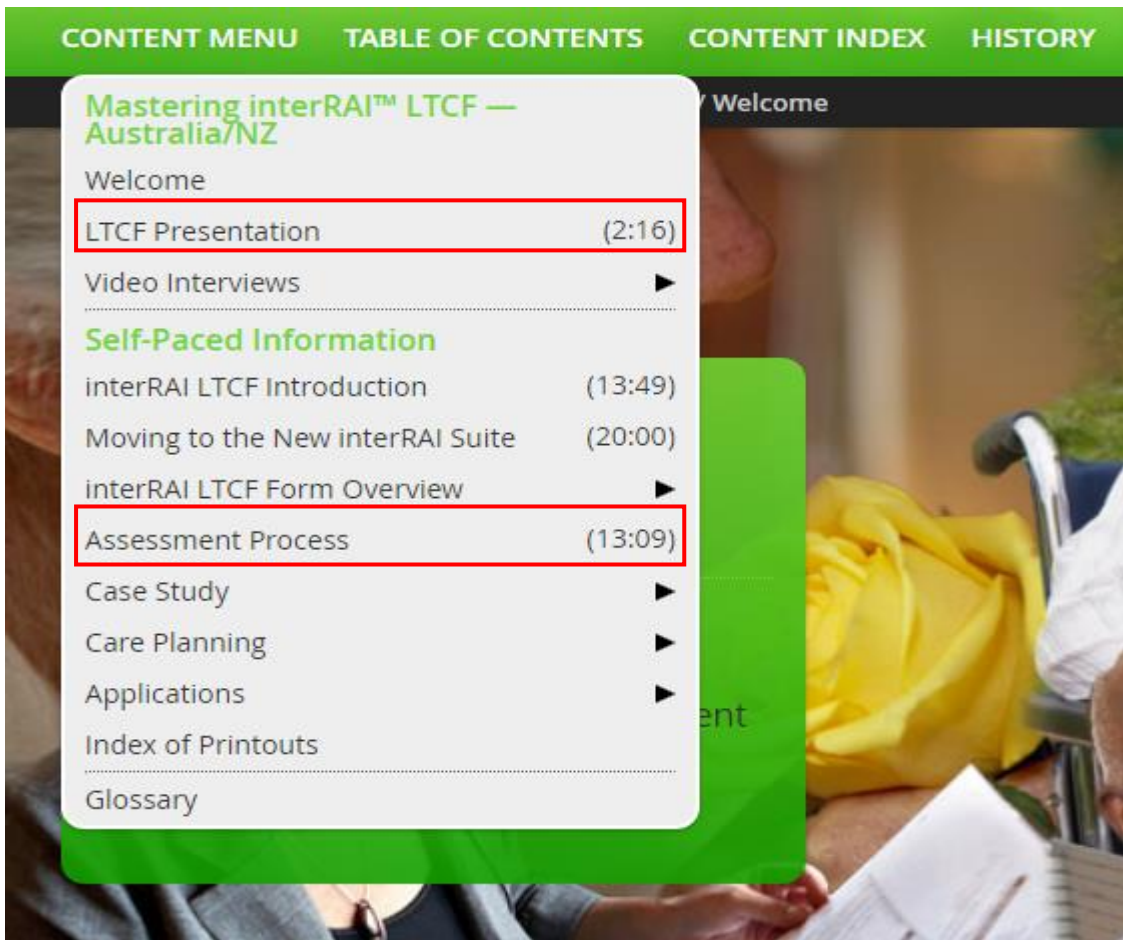 CONTENT MENU TABLE OF CONTENTS CONTENT INDEX HISTORY
/ Welcome
Mastering interRAI™ LTCF —
Australia/NZ
Welcome
LTCF Presentation (2:16)
Video Interviews ▶
Self-Paced Information
interRAI LTCF Introduction (13:49)
Moving to the New interRAI Suite (20:00)
interRAI LTCF Form Overview ▶
Assessment Process (13:09)
Case Study ▶
Care Planning ▶
Applications ▶
ent
Index of Printouts
Glossary